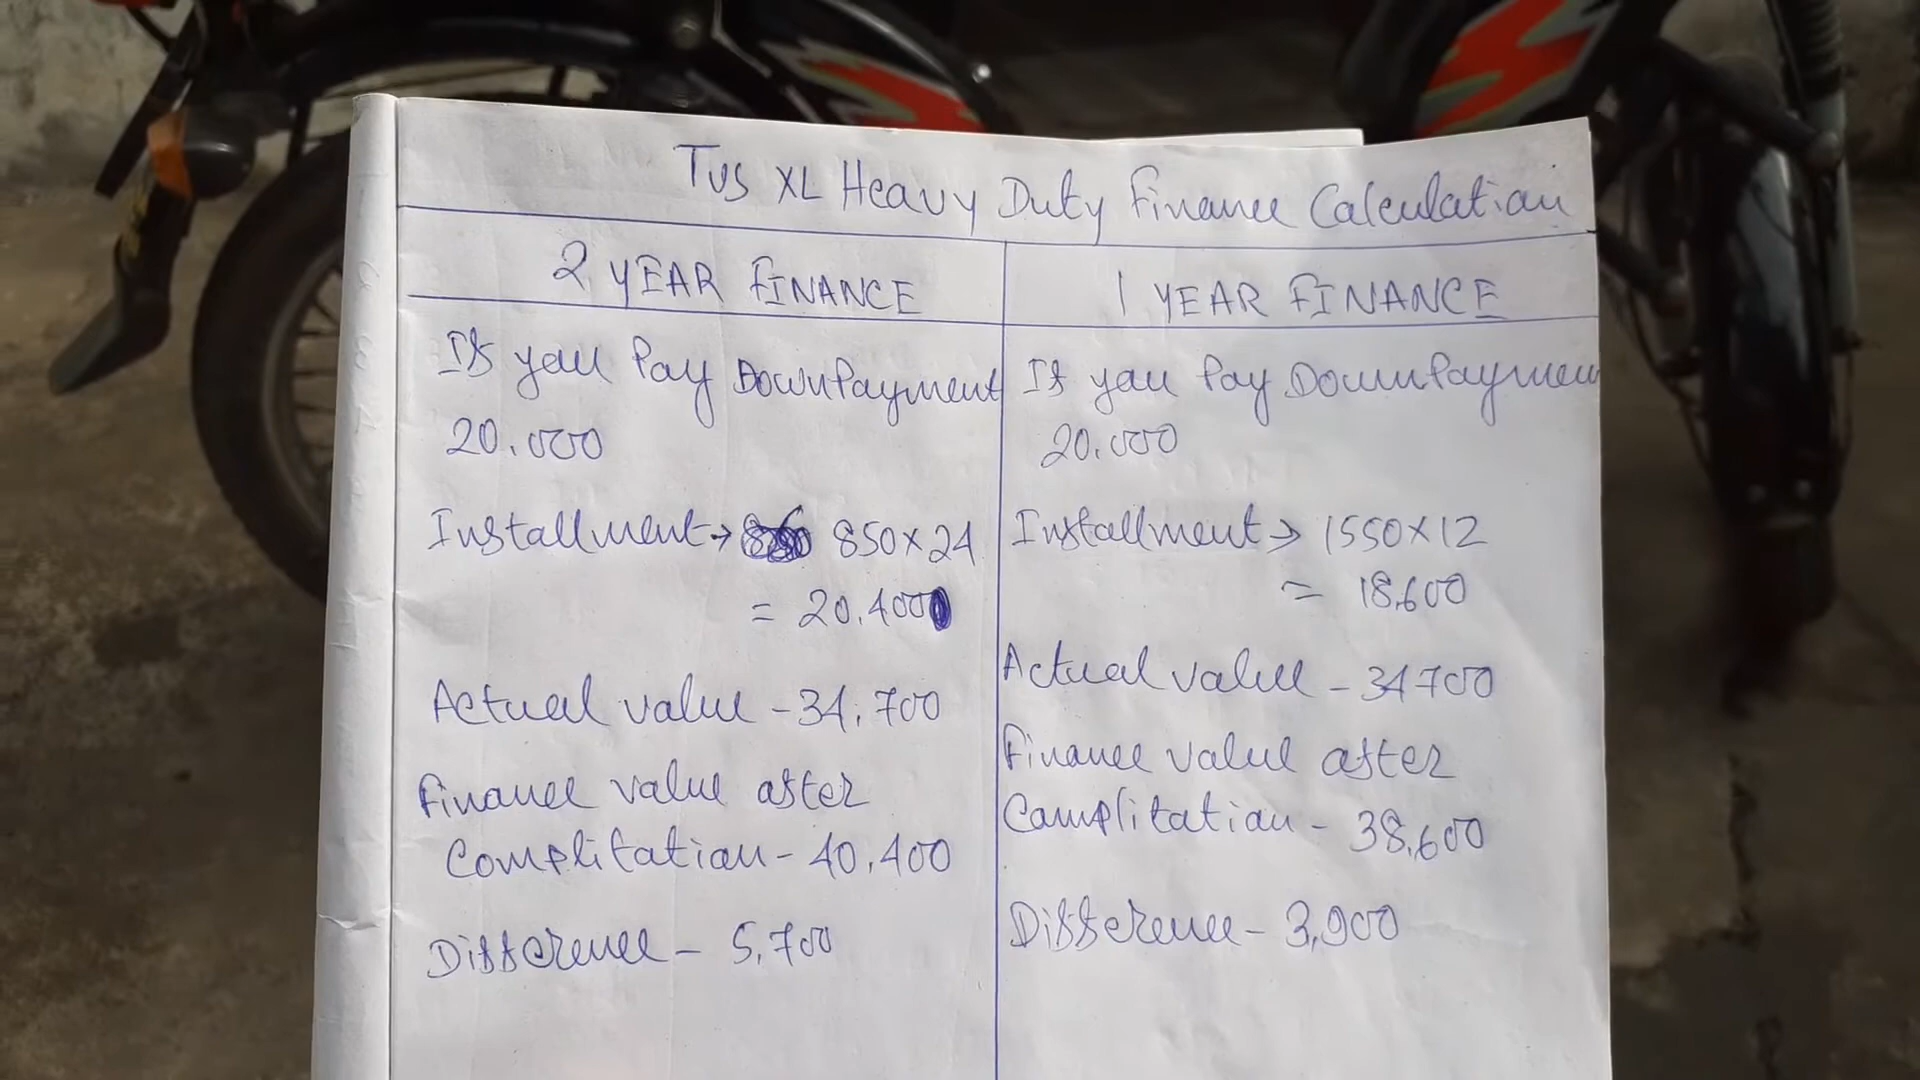 Tvs XL Heavy Duty Finance Calculation
2 YEAR FINANCE
If you Pay DownPayment
20.000
Installment → 850×24
= 20.400
Actual value - 34.700
Finance value after
Complitation - 40.400
Difference - 5.700
1 YEAR FINANCE
If you Pay DownPaymen
20.000
Installment → 1550×12
= 18.600
Actual value - 34700
Finance value after
Complitation - 38.600
Difference - 3.900